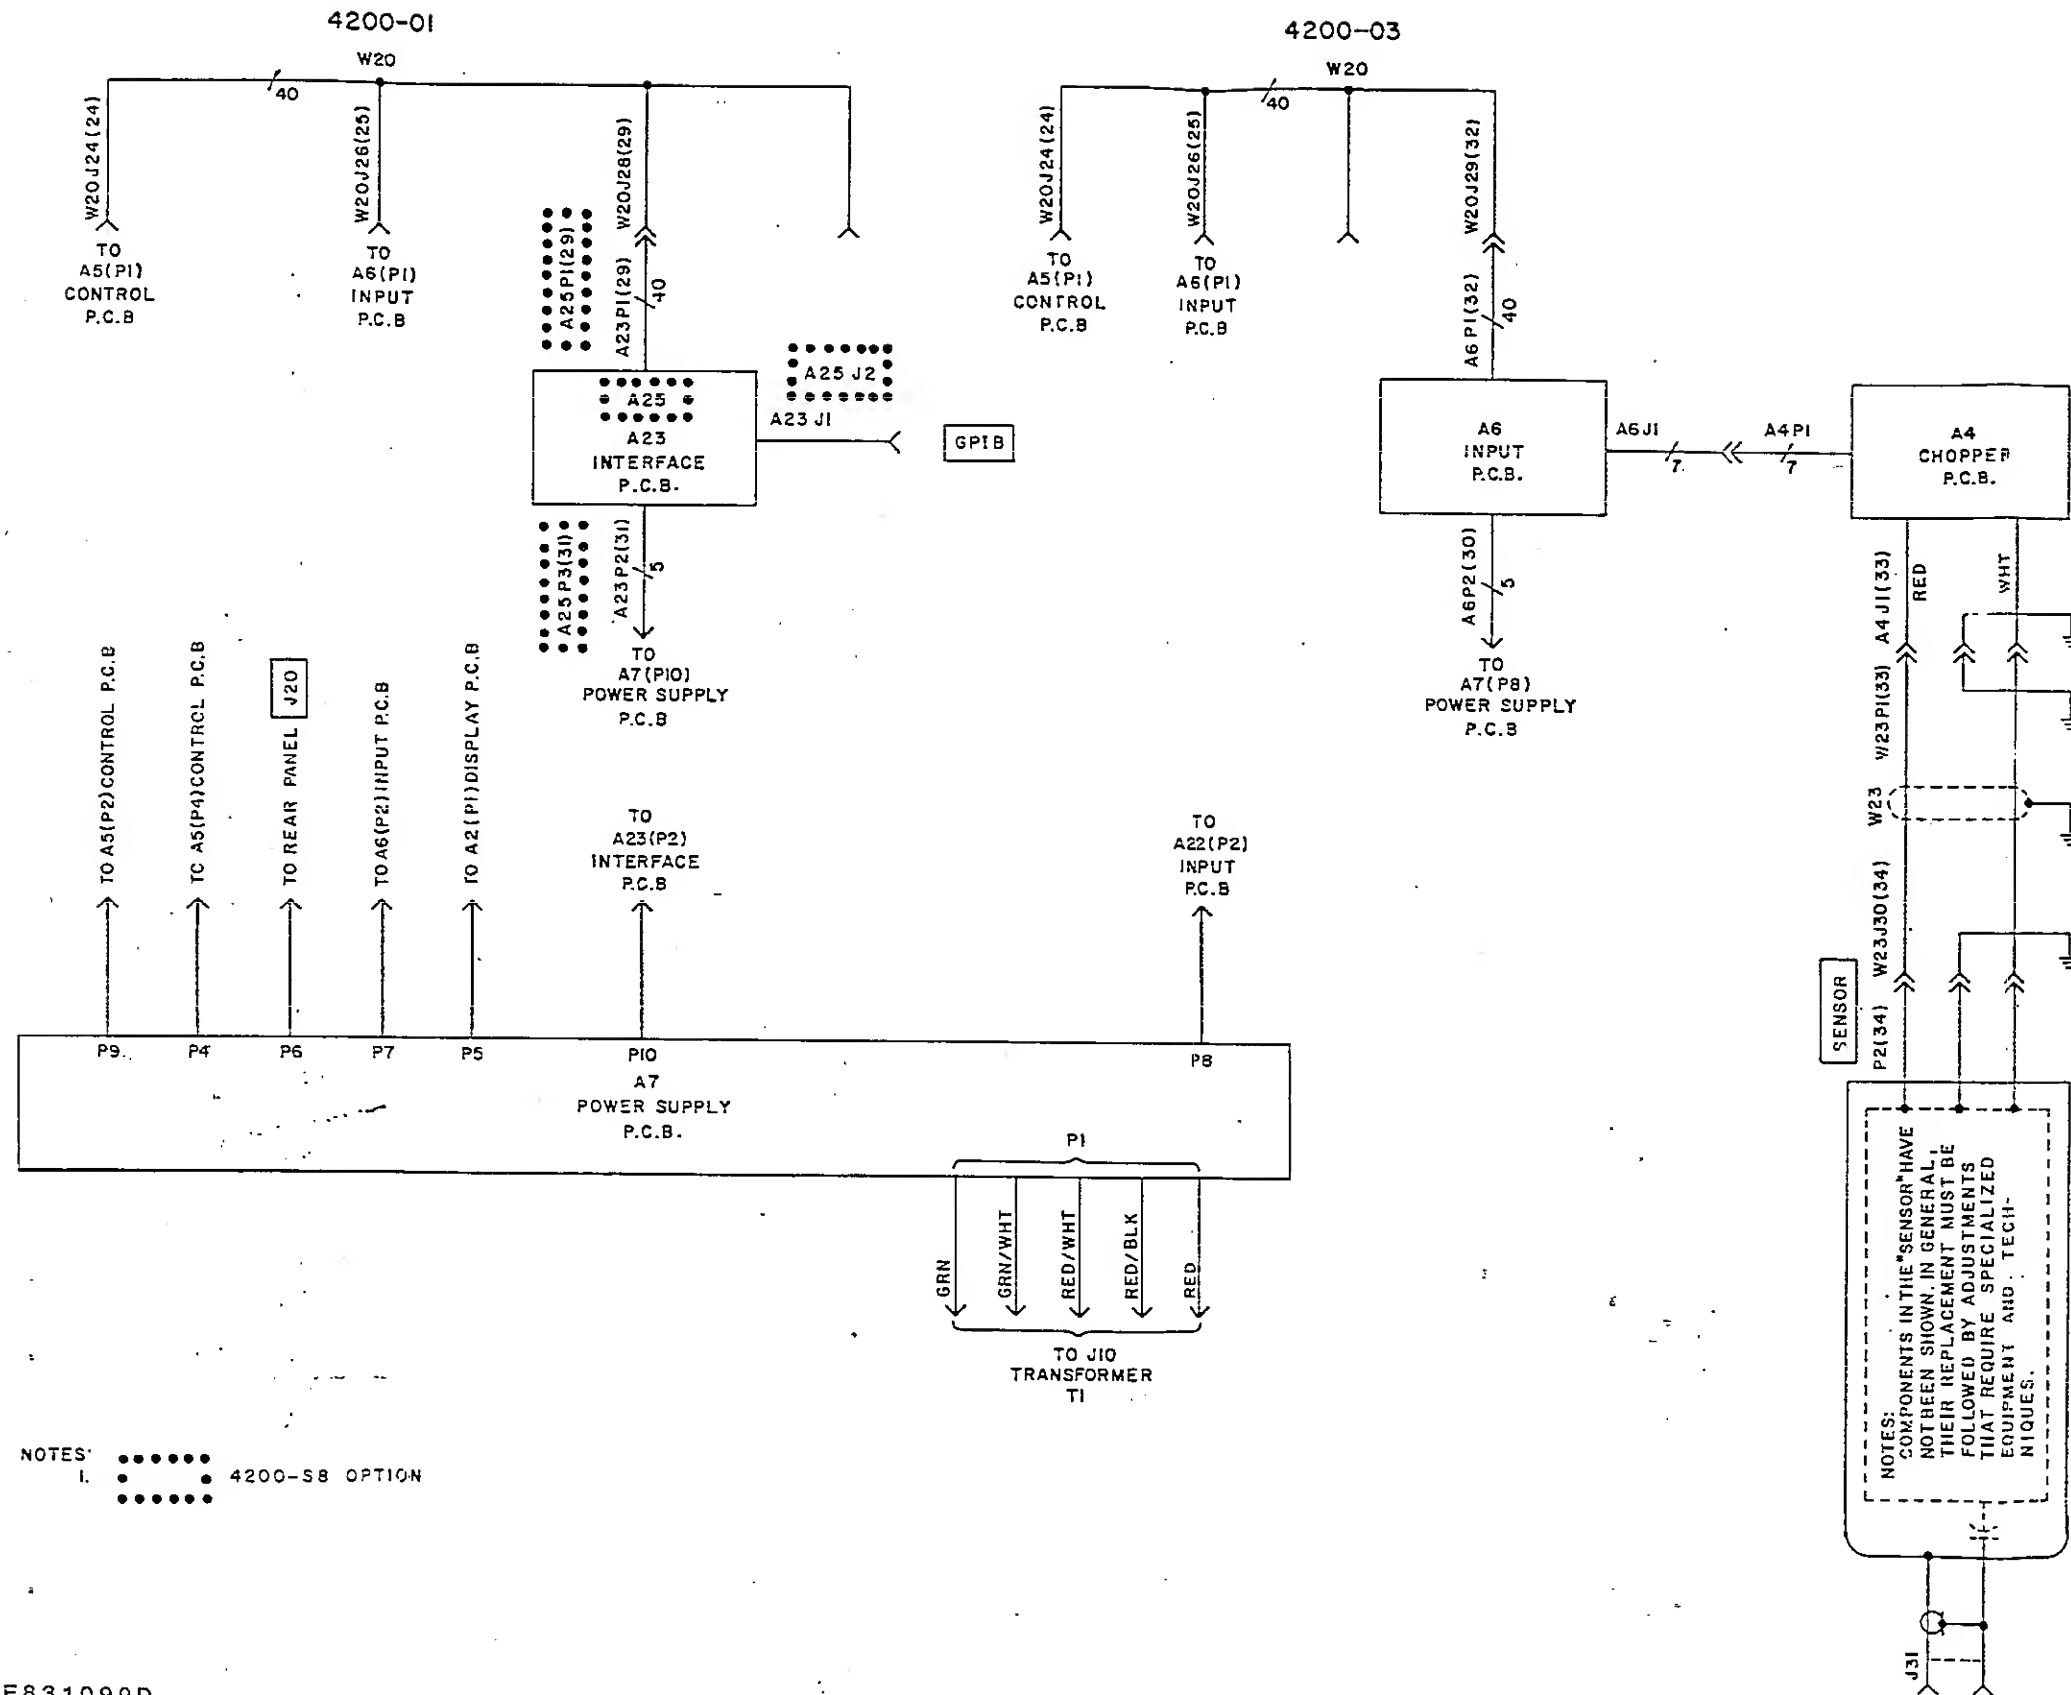 4200-01
W20
40
W20J24(24)
TO
A5(P1)
CONTROL
P.C.B
W20J26(25)
TO
A6(P1)
INPUT
P.C.B
W20J28(29)
A25P1(29)
A23P1(29)
40
A25 J2
A25
A23
INTERFACE
P.C.B.
A23 J1
GPIB
A25P3(31)
A23P2(31)
5
TO
A7(P10)
POWER SUPPLY
P.C.B
4200-03
W20
40
W20J24(24)
TO
A5(P1)
CONTROL
P.C.B
W20J26(25)
TO
A6(P1)
INPUT
P.C.B
W20J29(32)
A6P1(32)
40
A6
INPUT
P.C.B.
A6J1
7
A4P1
7
A4
CHOPPER
P.C.B.
A6P2(30)
5
TO
A7(P8)
POWER SUPPLY
P.C.B
A4 J1(33)
RED
WHT
W23P1(33)
W23
W23J30(34)
SENSOR
P2(34)
TO A5(P2)CONTROL P.C.B
TC A5(P4)CONTROL P.C.B
TO REAR PANEL
J20
TO A6(P2)INPUT P.C.B
TO A2(P1)DISPLAY P.C.B
TO
A23(P2)
INTERFACE
P.C.B
TO
A22(P2)
INPUT
P.C.B
P9
P4
P6
P7
P5
P10
P8
A7
POWER SUPPLY
P.C.B.
P1
GRN
GRN/WHT
RED/WHT
RED/BLK
RED
TO J10
TRANSFORMER
T1
NOTES:
COMPONENTS IN THE "SENSOR" HAVE
NOT BEEN SHOWN. IN GENERAL,
THEIR REPLACEMENT MUST BE
FOLLOWED BY ADJUSTMENTS
THAT REQUIRE SPECIALIZED
EQUIPMENT AND TECH-
NIQUES.
J31
NOTES:
1.
4200-S8 OPTION